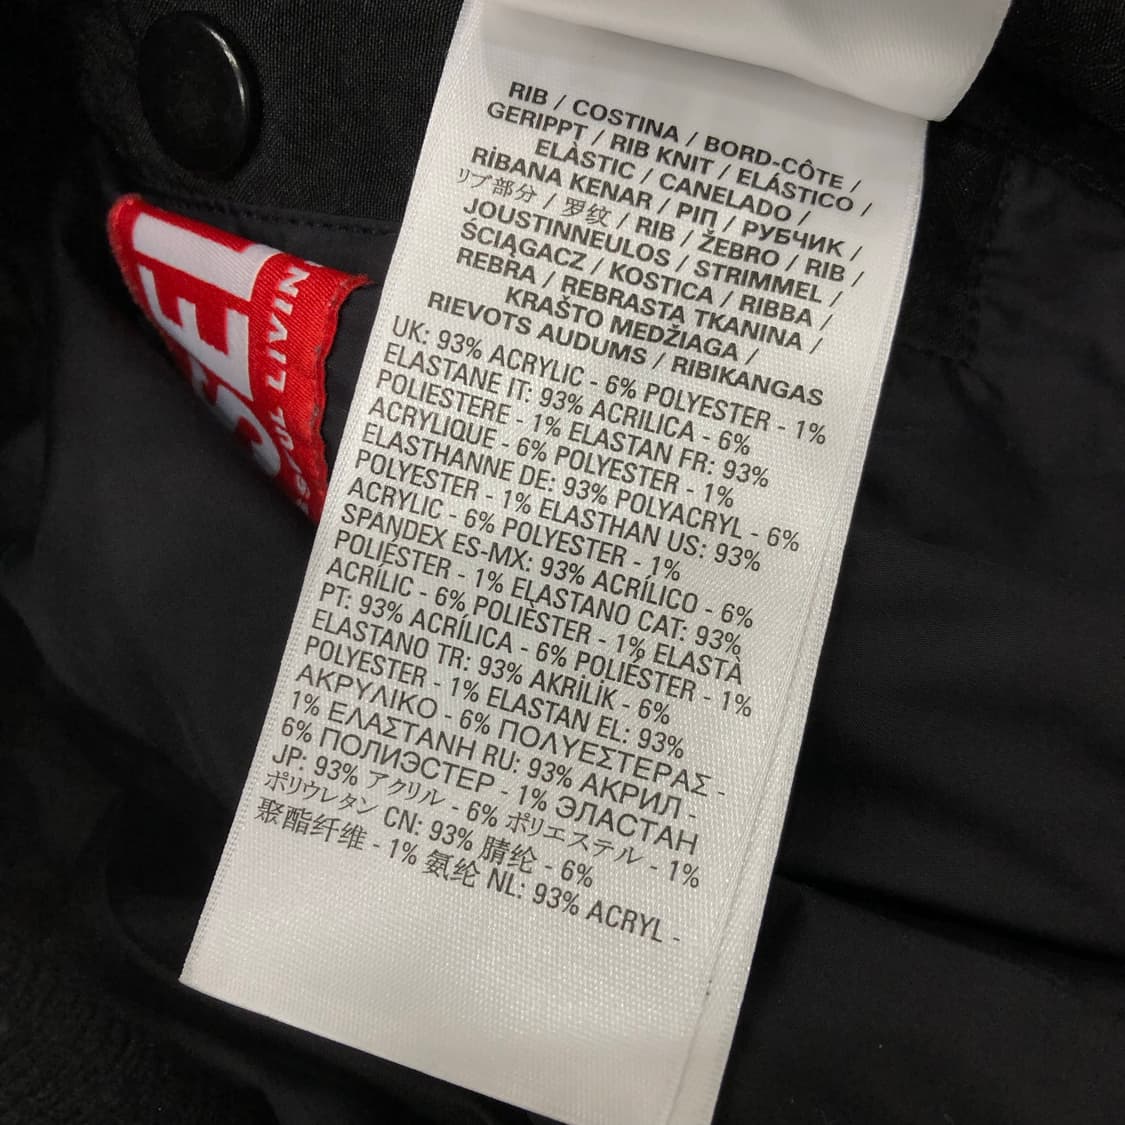 RIB / COSTINA / BORD-CÔTE /
GERIPPT / RIB KNIT / ELÁSTICO /
ELÀSTIC / CANELADO /
RİBANA KENAR / ΡΙΠ / РУБЧИК /
リブ部分 / 罗纹 / RIB / ŽEBRO / RIB /
JOUSTINNEULOS / STRIMMEL /
ŚCIĄGACZ / KOSTICA / RIBBA /
REBRA / REBRASTA TKANINA /
KRAŠTO MEDŽIAGA /
RIEVOTS AUDUMS / RIBIKANGAS
UK: 93% ACRYLIC - 6% POLYESTER - 1%
ELASTANE IT: 93% ACRILICA - 6%
POLIESTERE - 1% ELASTAN FR: 93%
ACRYLIQUE - 6% POLYESTER - 1%
ELASTHANNE DE: 93% POLYACRYL - 6%
POLYESTER - 1% ELASTHAN US: 93%
ACRYLIC - 6% POLYESTER - 1%
SPANDEX ES-MX: 93% ACRÍLICO - 6%
POLIÉSTER - 1% ELASTANO CAT: 93%
ACRÍLIC - 6% POLIÈSTER - 1% ELASTÀ
PT: 93% ACRÍLICA - 6% POLIÉSTER - 1%
ELASTANO TR: 93% AKRİLİK - 6%
POLYESTER - 1% ELASTAN EL: 93%
ΑΚΡΥΛΙΚΟ - 6% ΠΟΛΥΕΣΤΕΡΑΣ -
1% ΕΛΑΣΤΑΝΗ RU: 93% АКРИЛ -
6% ПОЛИЭСТЕР - 1% ЭЛАСТАН
JP: 93% アクリル - 6% ポリエステル - 1%
ポリウレタン CN: 93% 腈纶 - 6%
聚酯纤维 - 1% 氨纶 NL: 93% ACRYL -